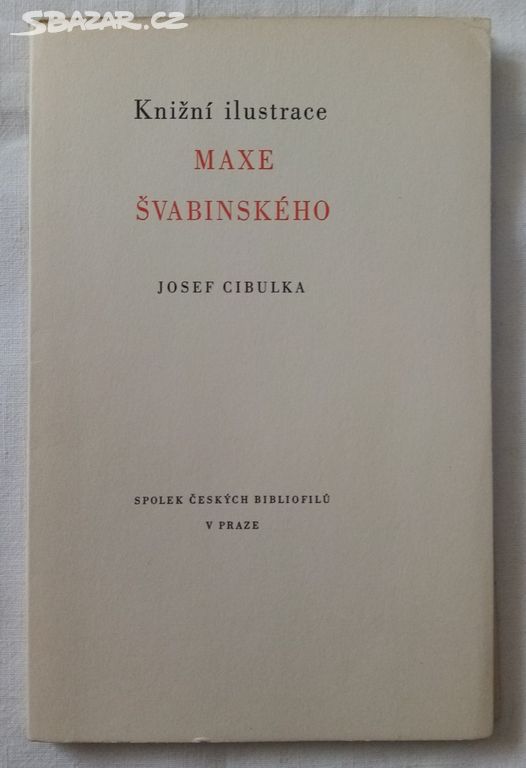 SBAZAR.CZ
Knižní ilustrace
MAXE
ŠVABINSKÉHO
JOSEF CIBULKA
SPOLEK ČESKÝCH BIBLIOFILŮ
V PRAZE